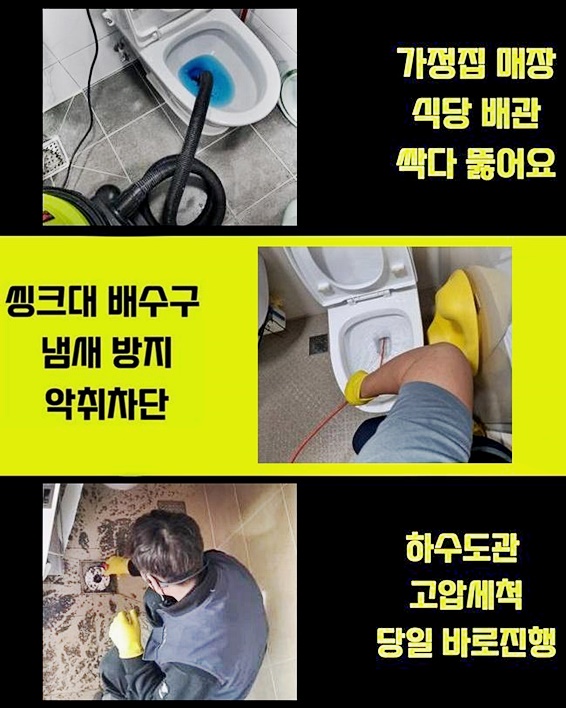 가정집 매장
식당 배관
싹다 뚫어요
씽크대 배수구
냄새 방지
악취차단
하수도관
고압세척
당일 바로진행